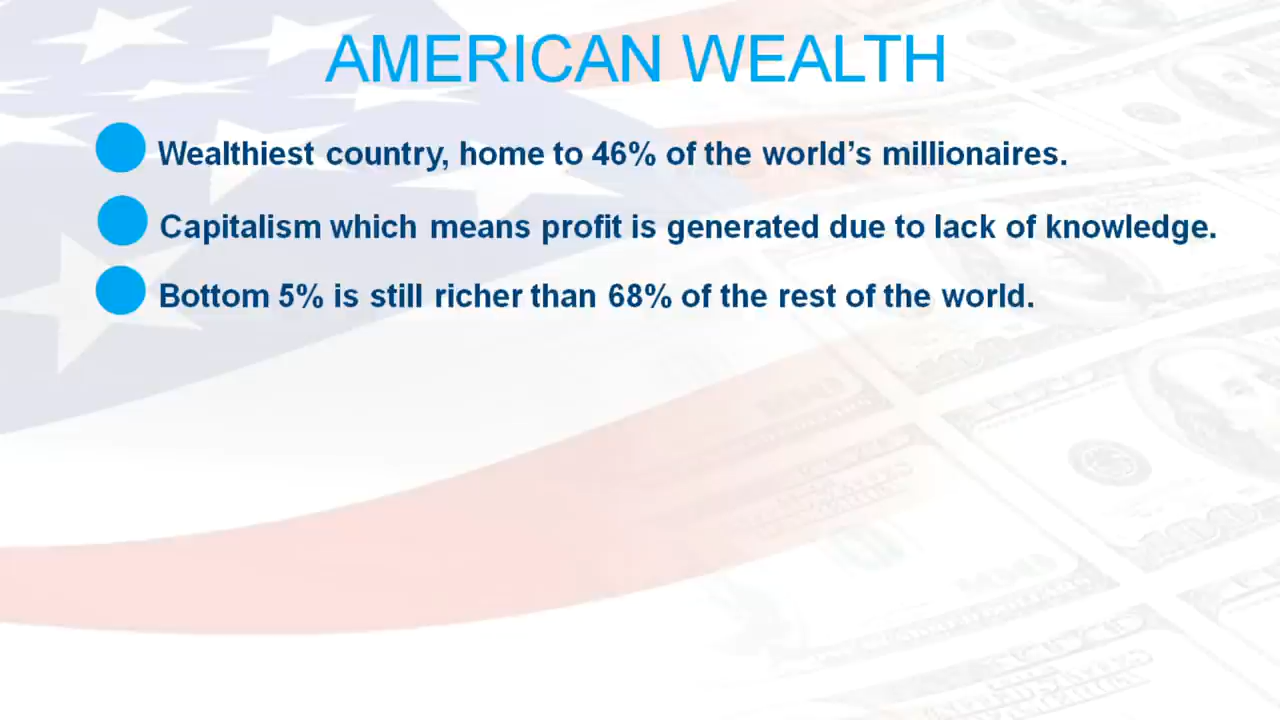 AMERICAN WEALTH
Wealthiest country, home to 46% of the world’s millionaires.
Capitalism which means profit is generated due to lack of knowledge.
Bottom 5% is still richer than 68% of the rest of the world.